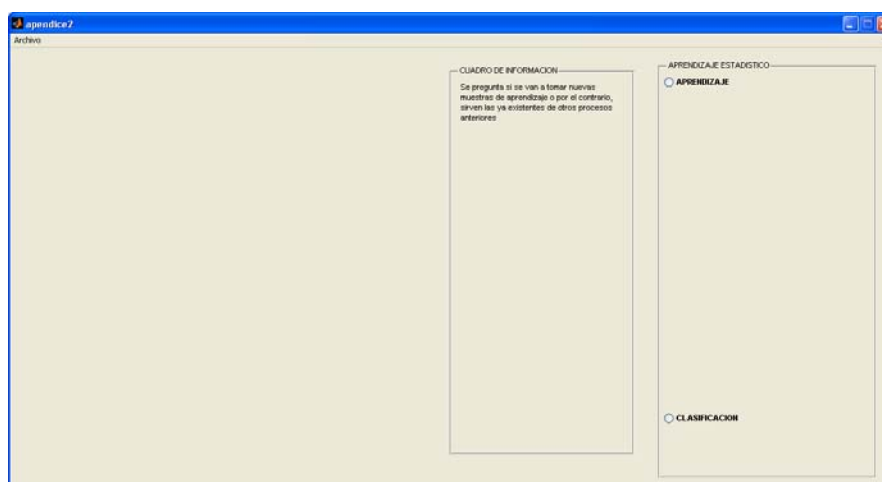 apendice2
Archivo
CUADRO DE INFORMACION
Se pregunta si se van a tomar nuevas
muestras de aprendizaje o por el contrario,
sirven las ya existentes de otros procesos
anteriores
APRENDIZAJE ESTADISTICO
APRENDIZAJE
CLASIFICACION